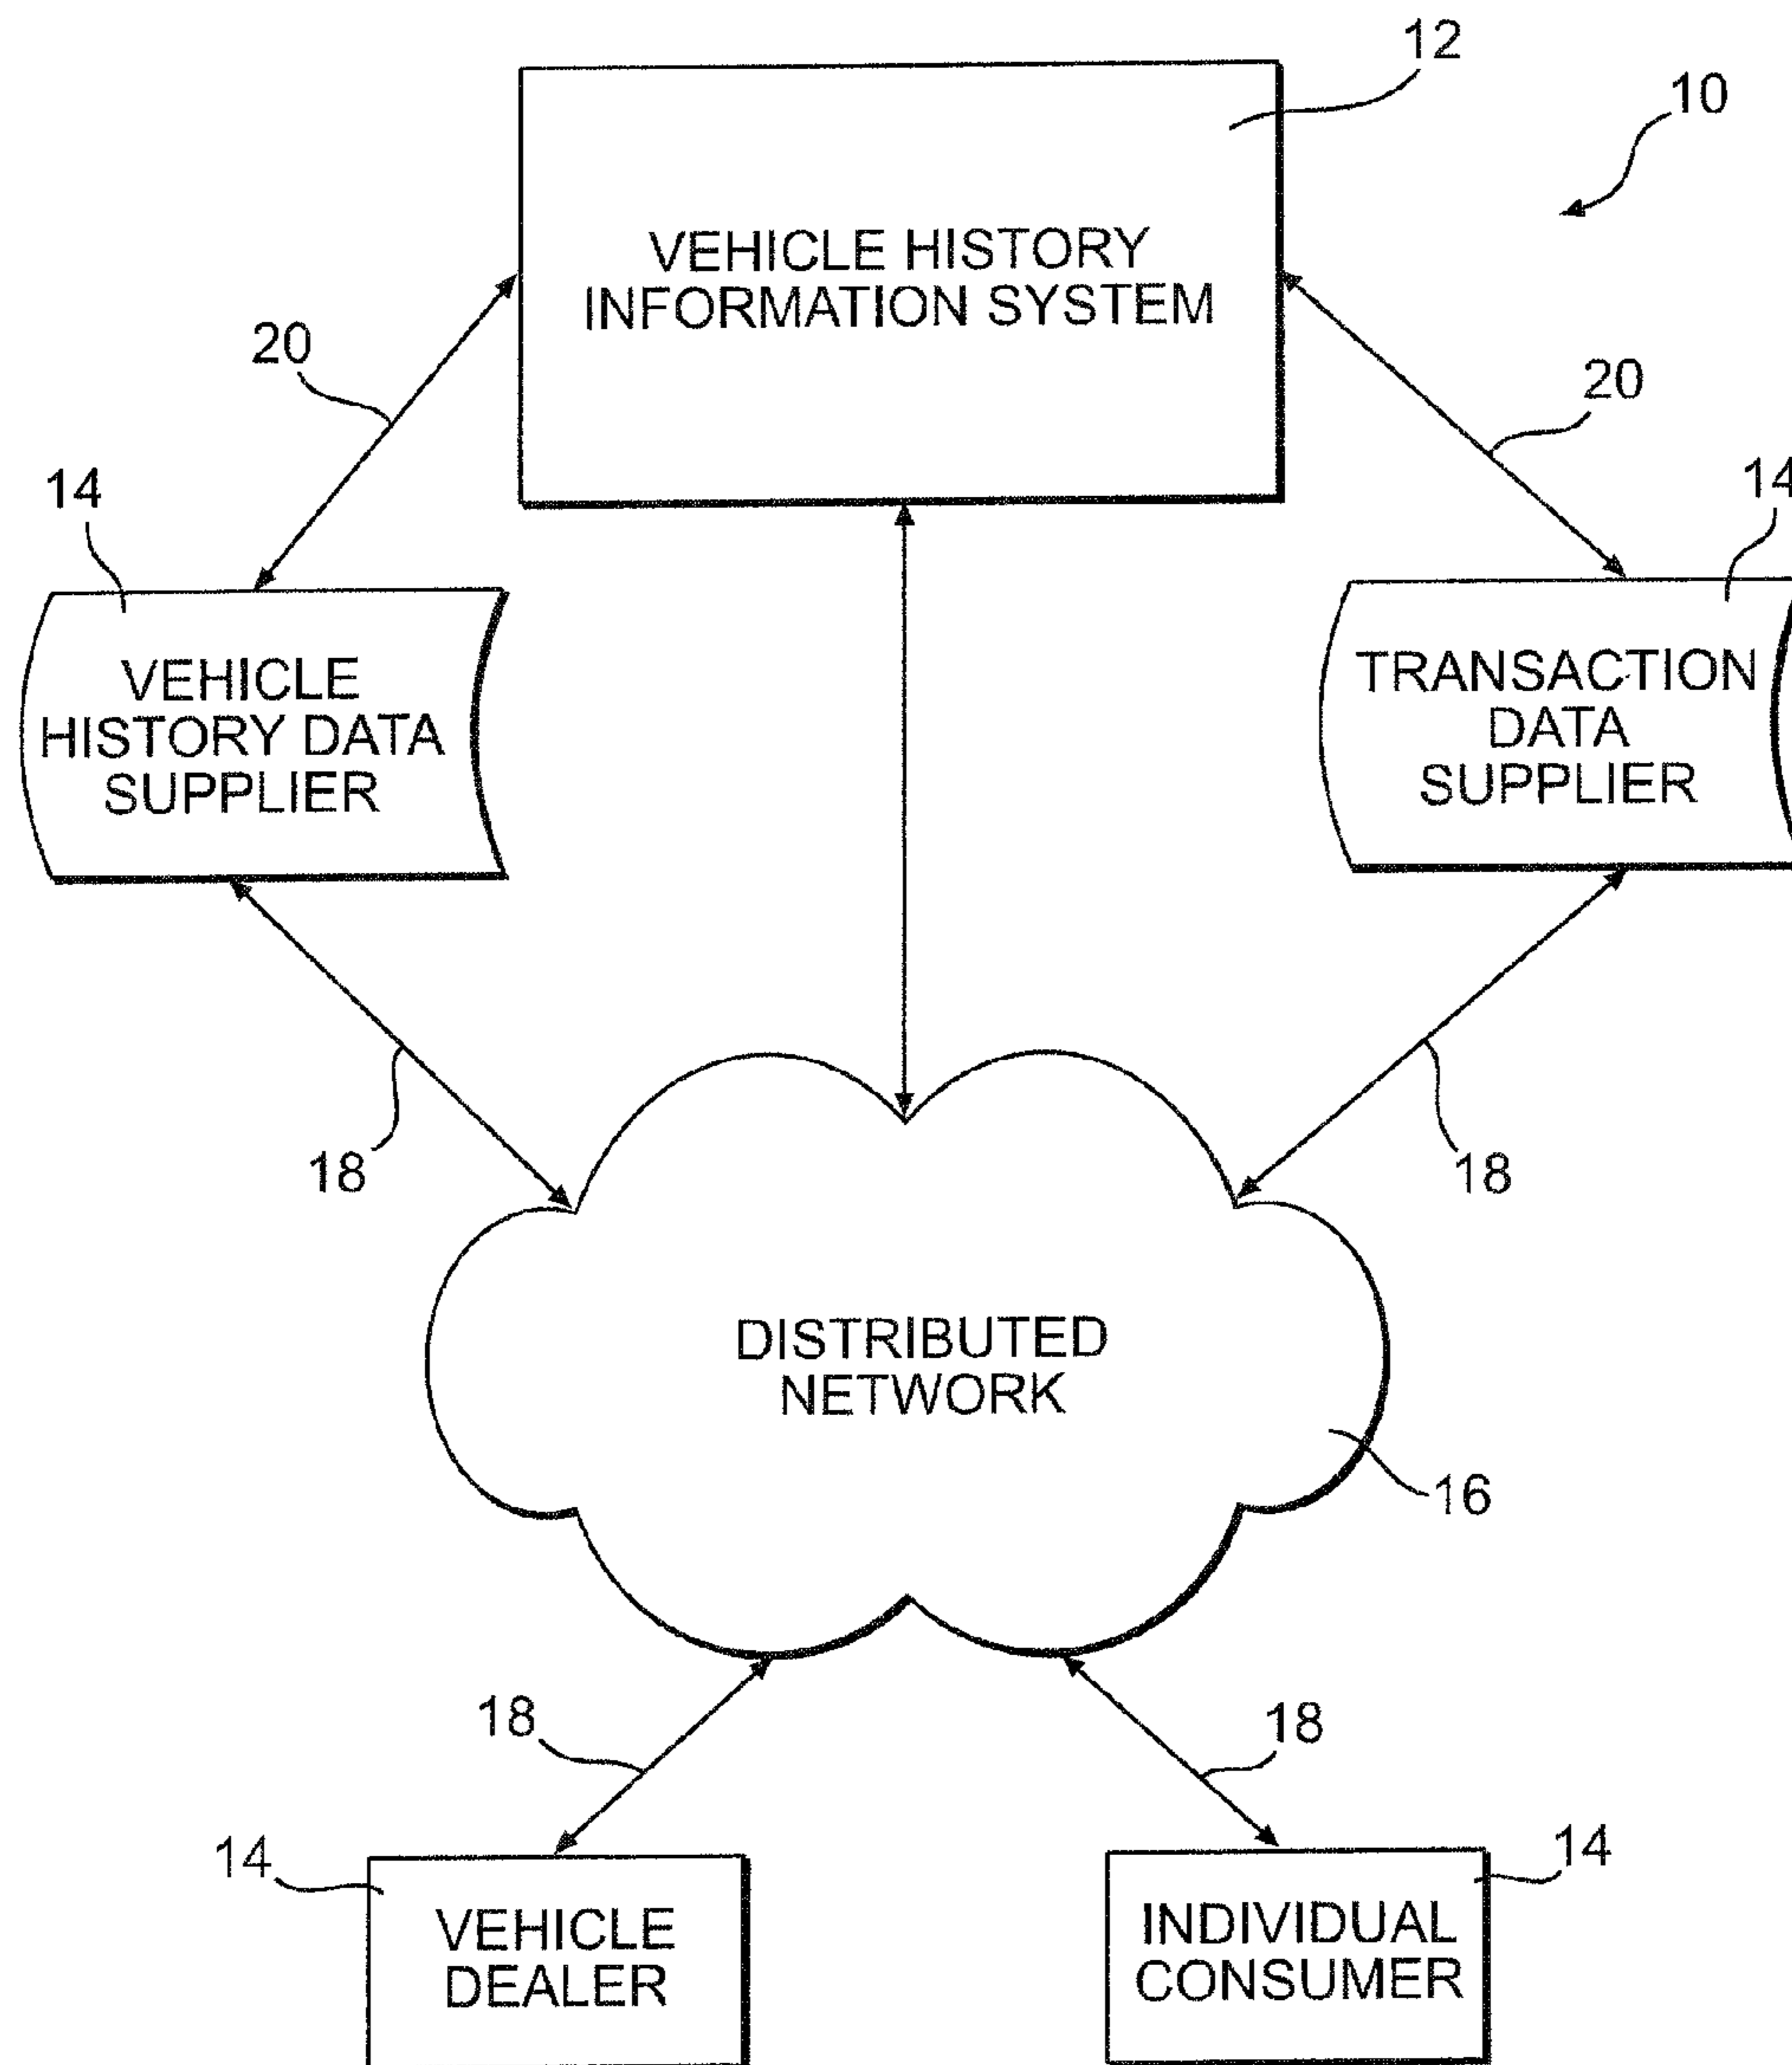 12
10
VEHICLE HISTORY
INFORMATION SYSTEM
20
20
14
14
VEHICLE
HISTORY DATA
SUPPLIER
TRANSACTION
DATA
SUPPLIER
18
18
DISTRIBUTED
NETWORK
16
18
18
14
14
VEHICLE
DEALER
INDIVIDUAL
CONSUMER